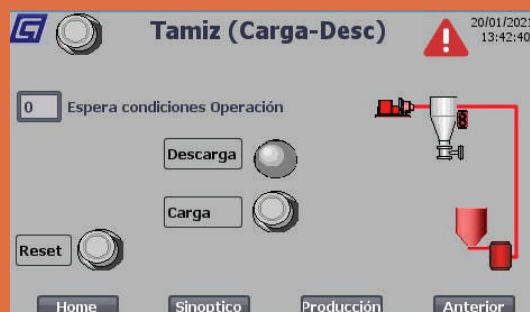 Tamiz (Carga-Desc)
20/01/2021
13:42:40
0 Espera condiciones Operación
Descarga
Carga
Reset
Home Sinoptico Producción Anterior